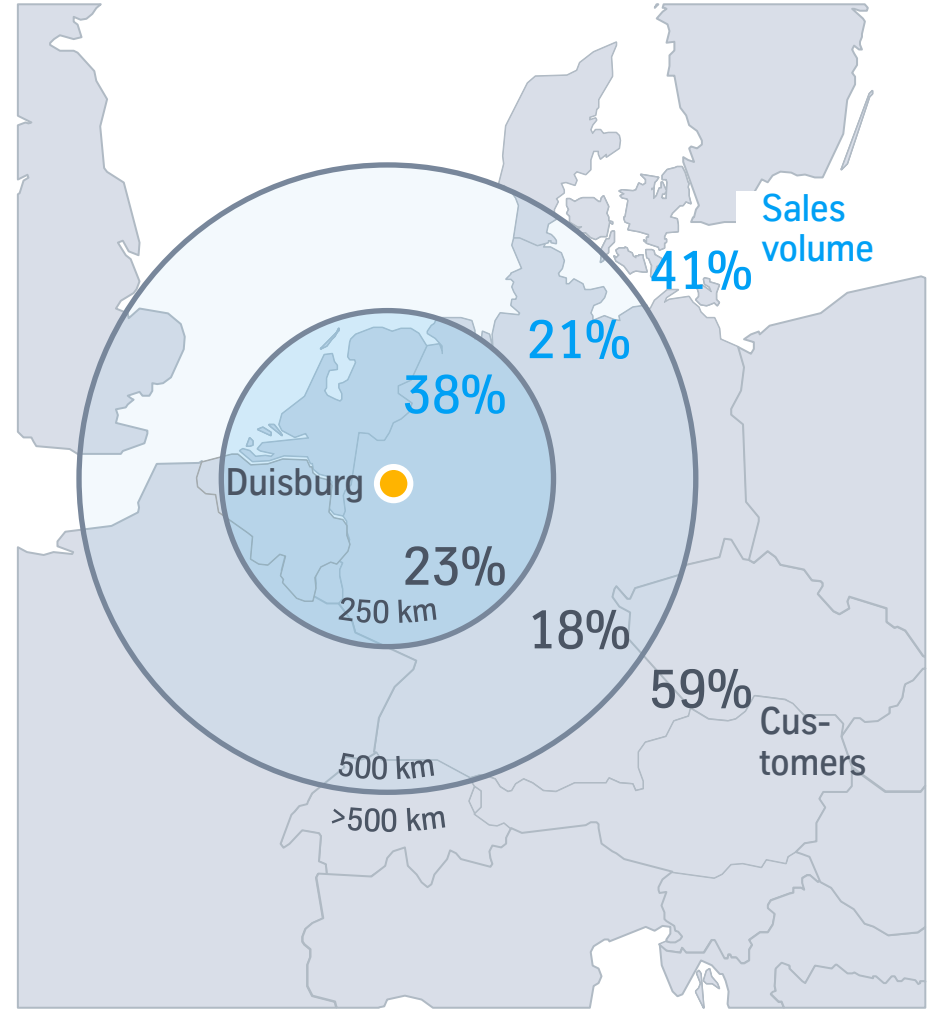 Sales
volume
41%
21%
38%
Duisburg
23%
250 km
18%
59%
Cus-
tomers
500 km
>500 km